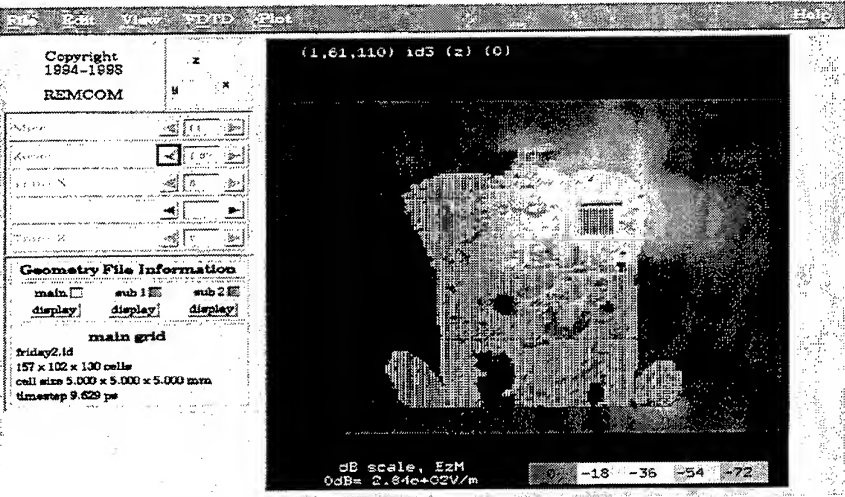 File Edit View FDTD Plot Help
Copyright
1994-1998
REMCOM
z
y x
Geometry File Information
main sub 1 sub 2
display display display
main grid
friday2.id
157 x 102 x 130 cells
cell size 5.000 x 5.000 x 5.000 mm
timestep 9.629 ps
(1,61,110) id3 (z) (0)
dB scale, EzM
0dB= 2.84e+02V/m
0 -18 -36 -54 -72